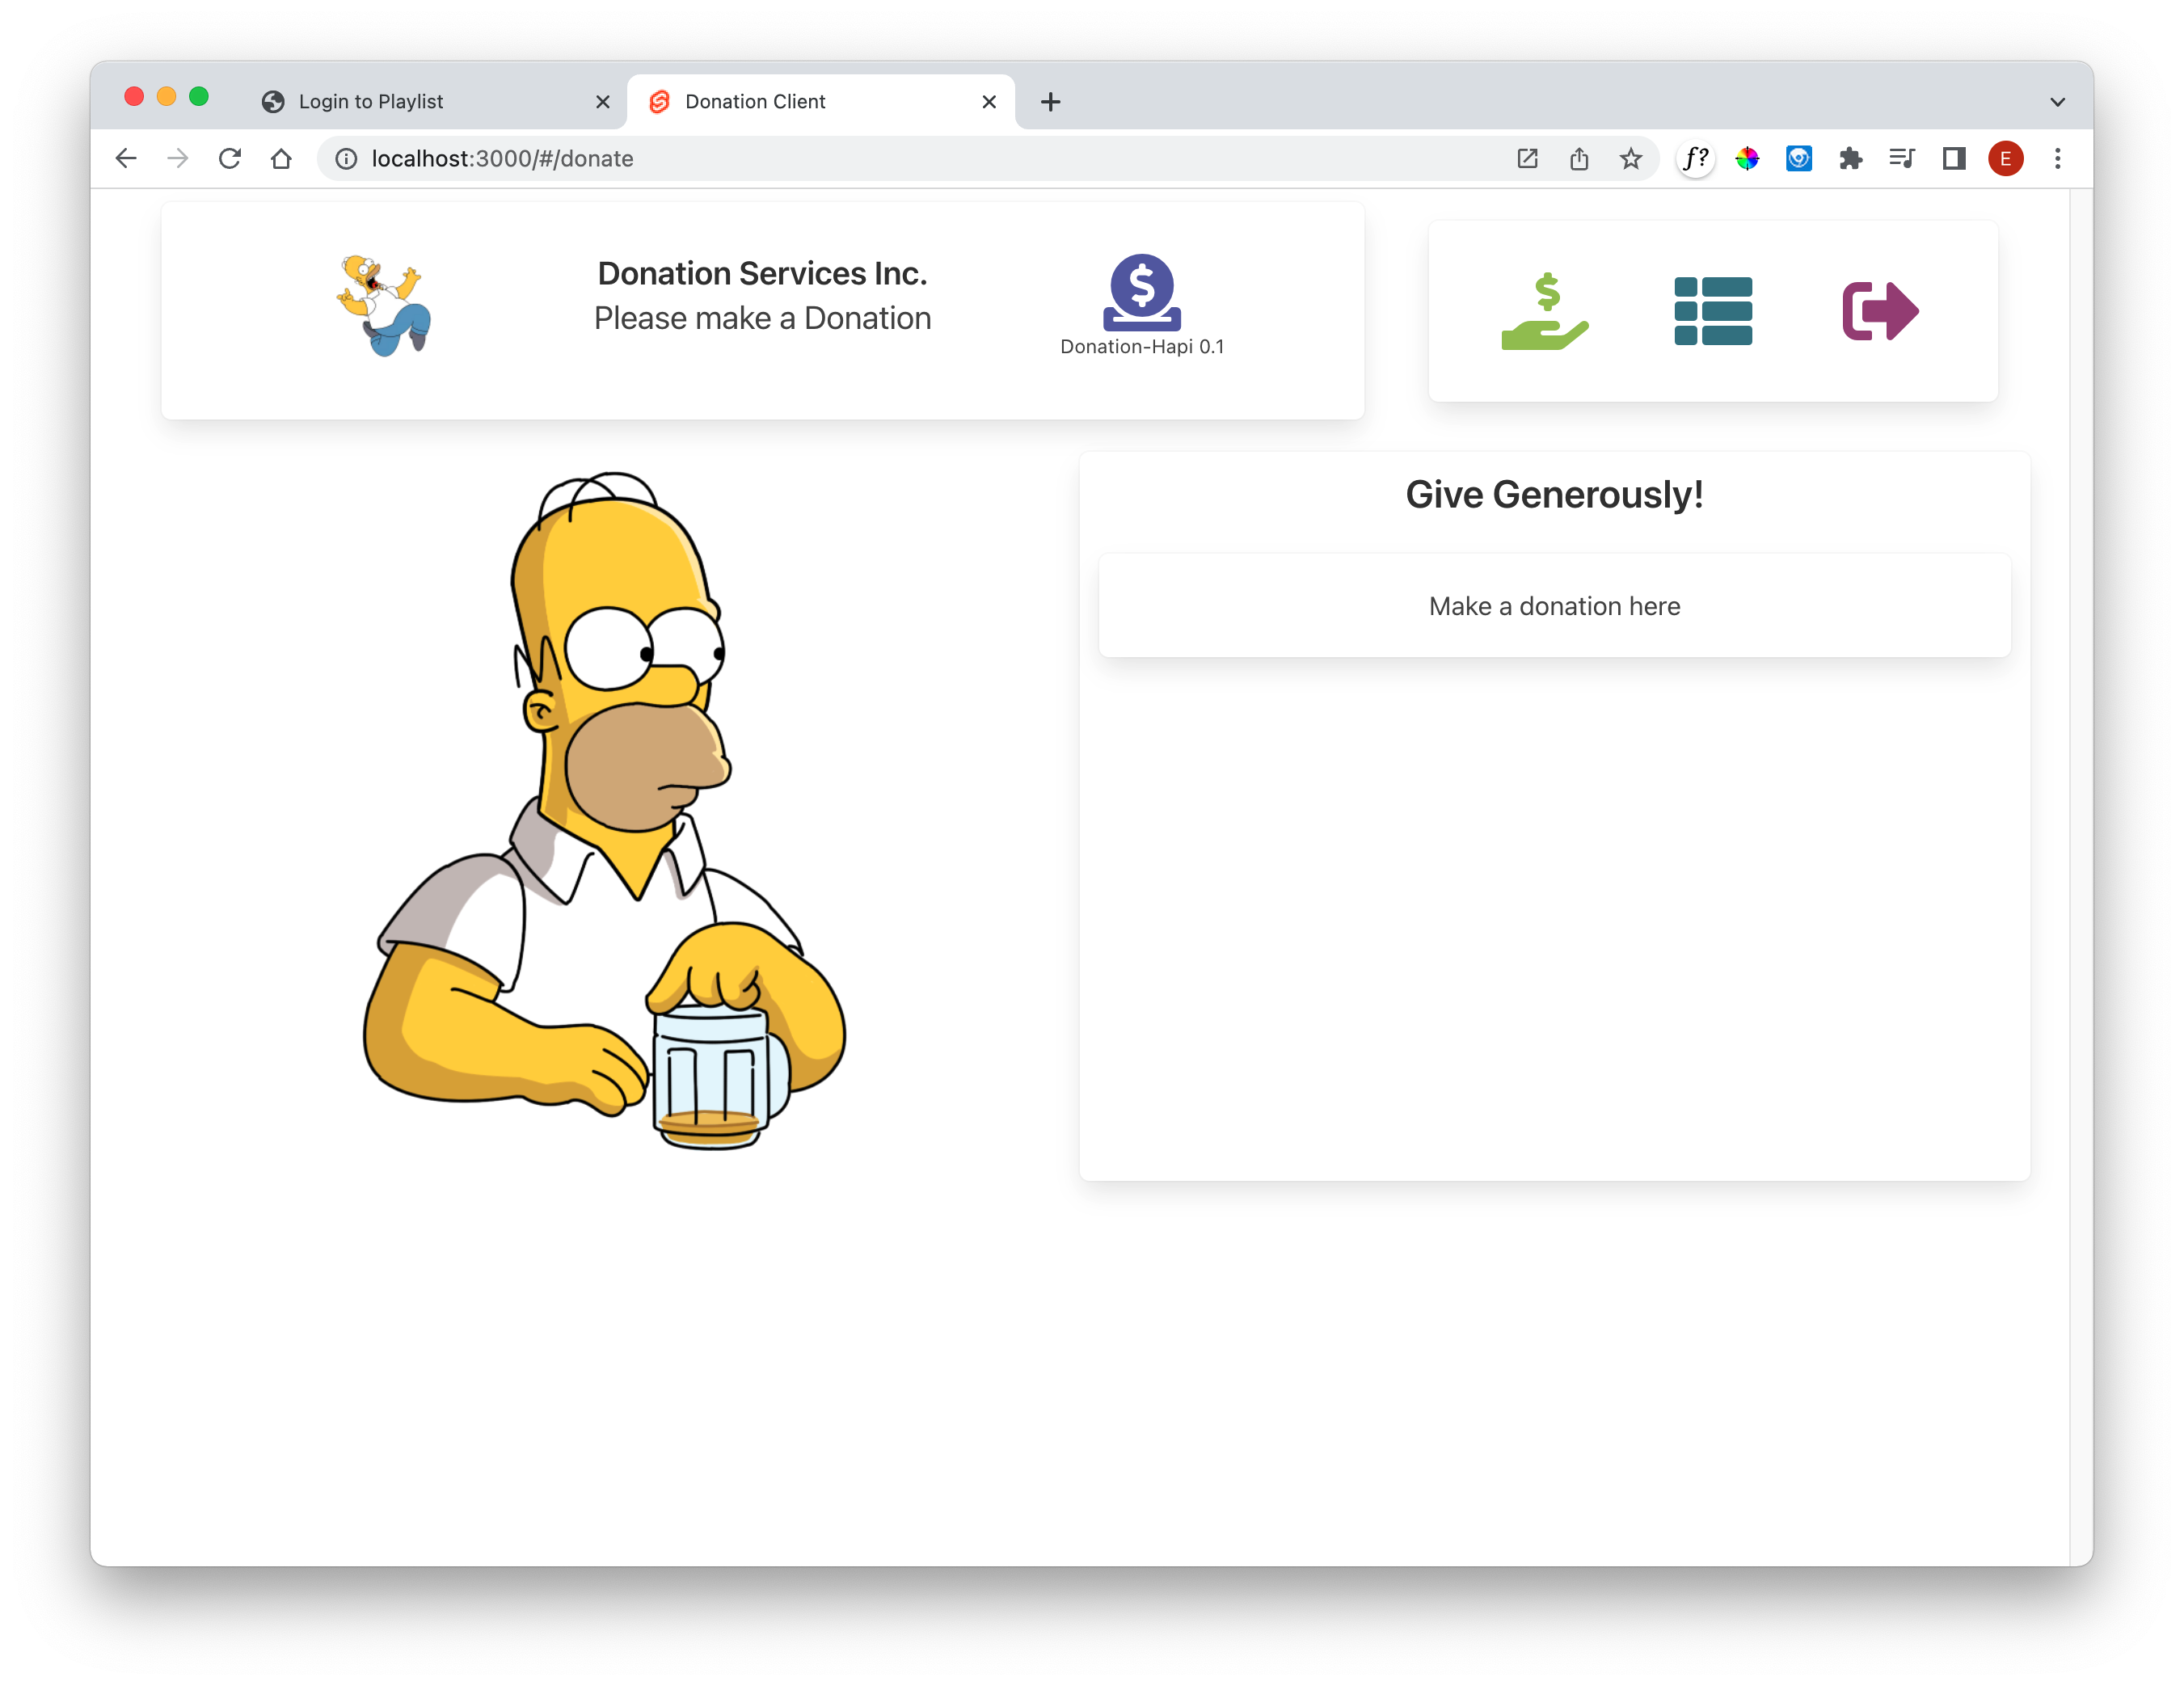 Login to Playlist
Donation Client
localhost:3000/#/donate
f?
E
Donation Services Inc.
Please make a Donation
$
Donation-Hapi 0.1
$
Give Generously!
Make a donation here